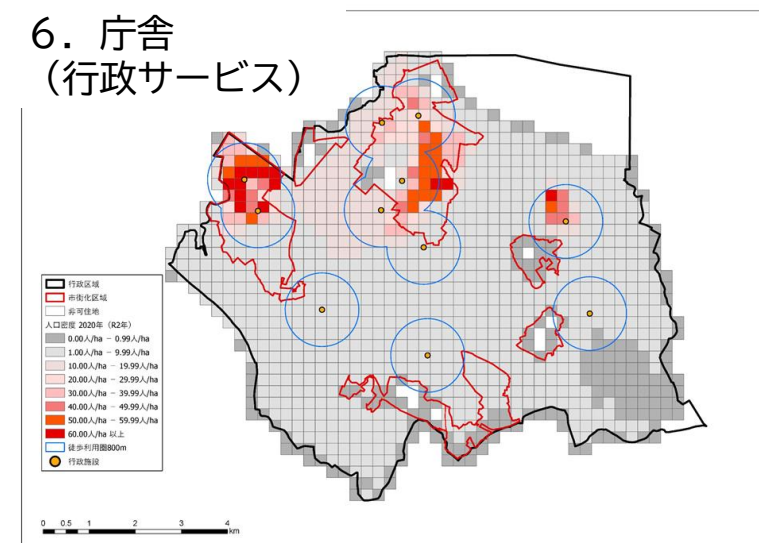 ６．庁舎
（行政サービス）
行政区域
市街化区域
非可住地
人口密度 2020年（R2年）
0.00人/ha － 0.99人/ha
1.00人/ha － 9.99人/ha
10.00人/ha － 19.99人/ha
20.00人/ha － 29.99人/ha
30.00人/ha － 39.99人/ha
40.00人/ha － 49.99人/ha
50.00人/ha － 59.99人/ha
60.00人/ha 以上
徒歩利用圏800m
行政施設
0 0.5 1 2 3 4
km